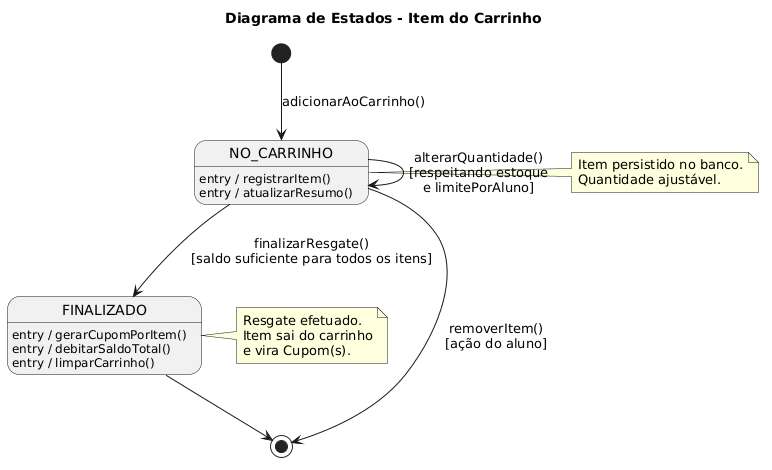 Diagrama de Estados - Item do Carrinho
adicionarAoCarrinho()
NO_CARRINHO
entry / registrarItem()
entry / atualizarResumo()
alterarQuantidade()
[respeitando estoque
e limitePorAluno]
Item persistido no banco.
Quantidade ajustável.
finalizarResgate()
[saldo suficiente para todos os itens]
FINALIZADO
entry / gerarCupomPorItem()
entry / debitarSaldoTotal()
entry / limparCarrinho()
Resgate efetuado.
Item sai do carrinho
e vira Cupom(s).
removerItem()
[ação do aluno]